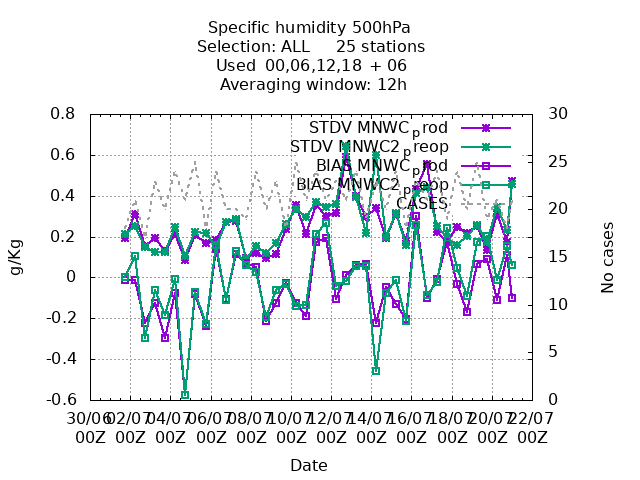 Specific humidity 500hPa
Selection: ALL 25 stations
Used 00,06,12,18 + 06
Averaging window: 12h
0.8
0.6
0.4
0.2
0
-0.2
-0.4
-0.6
g/Kg
30
25
20
15
10
5
0
No cases
STDV MNWCprod
STDV MNWC2preop
BIAS MNWCprod
BIAS MNWC2preop
CASES
30/06 02/07 04/07 06/07 08/07 10/07 12/07 14/07 16/07 18/07 20/07 22/07
00Z 00Z 00Z 00Z 00Z 00Z 00Z 00Z 00Z 00Z 00Z 00Z
Date